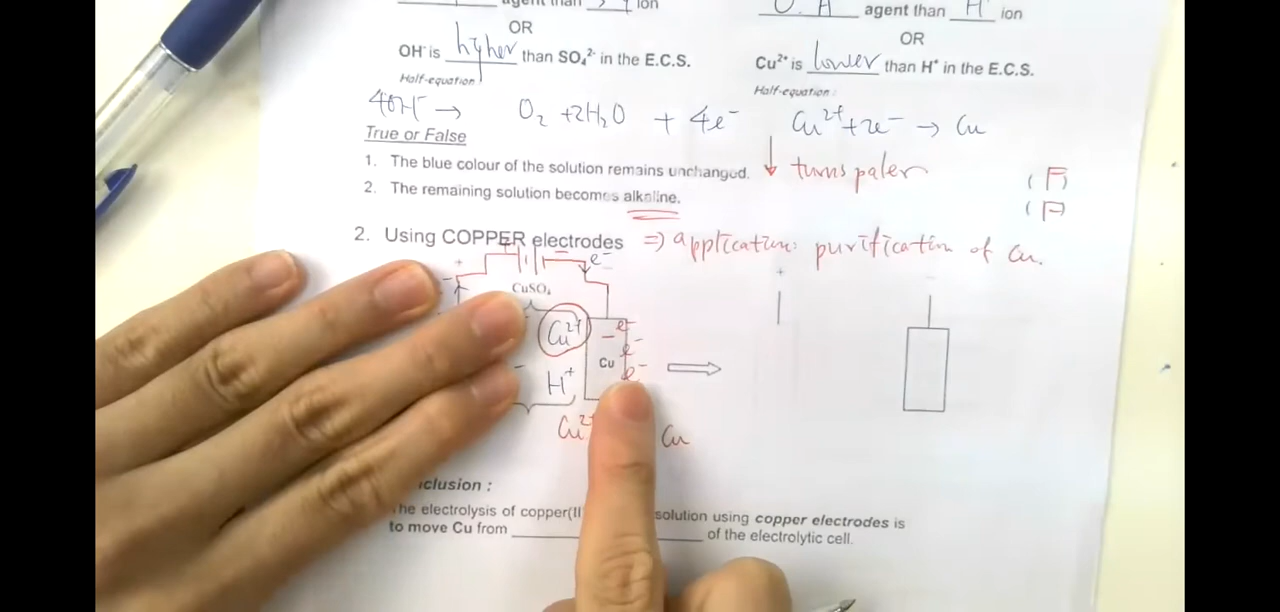 agent than ion
O.A agent than H⁺ ion
OR
OR
OH⁻ is higher than SO₄²⁻ in the E.C.S.
Cu²⁺ is lower than H⁺ in the E.C.S.
Half-equation :
Half-equation :
4OH⁻ → O₂ + 2H₂O + 4e⁻
Cu²⁺ + 2e⁻ → Cu
True or False
1. The blue colour of the solution remains unchanged. ↓ turns paler (F)
2. The remaining solution becomes alkaline. (F)
2. Using COPPER electrodes ⇒ application: purification of Cu.
+ − e⁻
CuSO₄
Cu²⁺ − e⁻
e⁻
Cu
H⁺ e⁻
Cu²⁺ Cu
+ −
clusion :
he electrolysis of copper(II solution using copper electrodes is
to move Cu from ____ of the electrolytic cell.